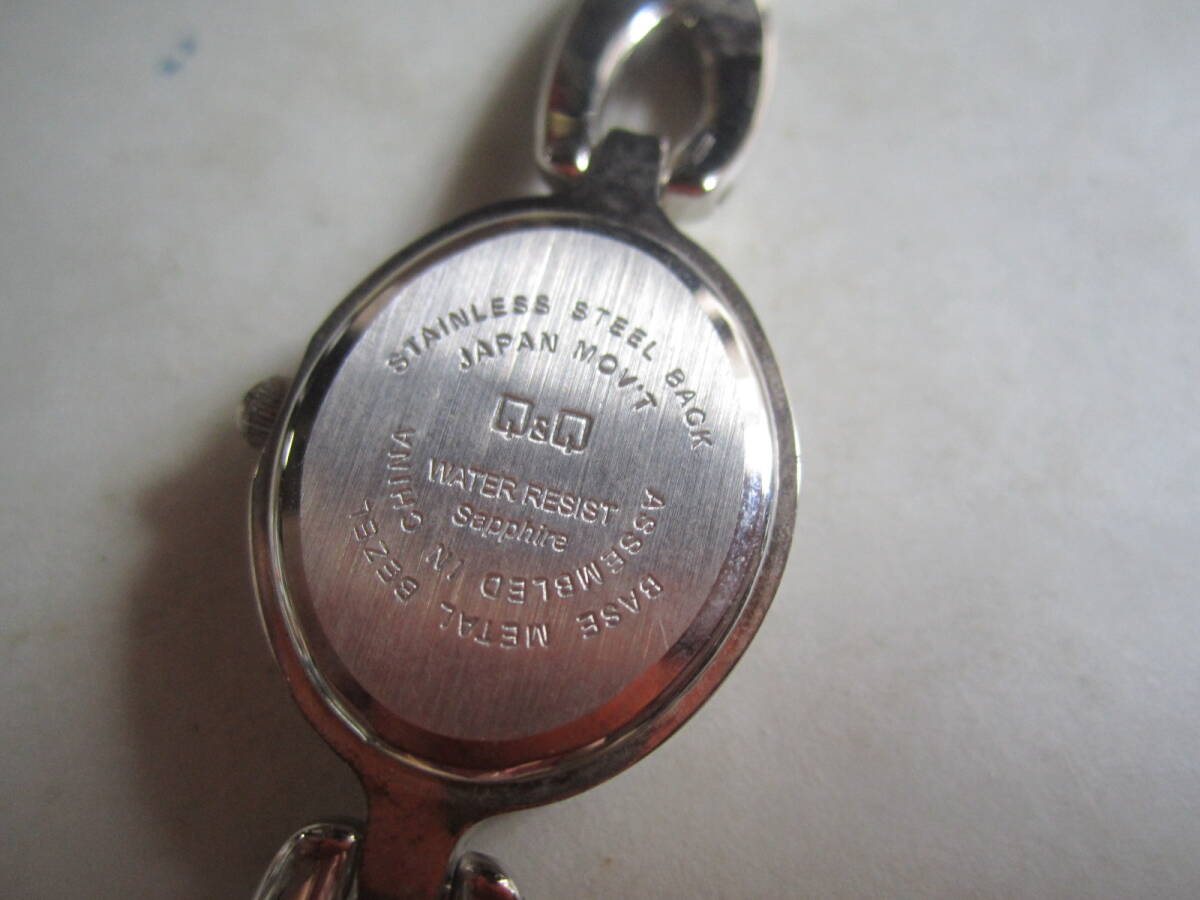 STAINLESS STEEL BACK
JAPAN MOV'T
Q&Q
WATER RESIST
Sapphire
ASSEMBLED IN CHINA
BASE METAL BEZEL